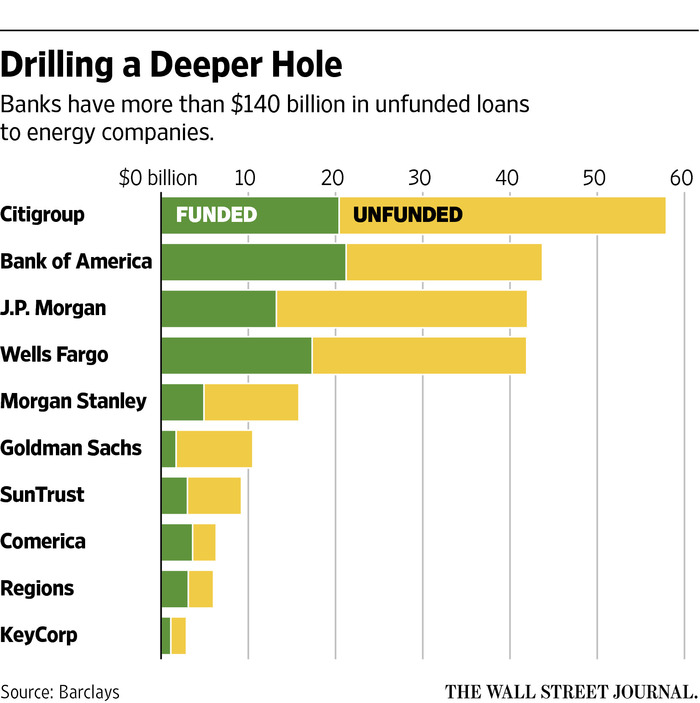 Drilling a Deeper Hole
Banks have more than $140 billion in unfunded loans
to energy companies.
$0 billion 10 20 30 40 50 60
Citigroup FUNDED UNFUNDED
Bank of America
J.P. Morgan
Wells Fargo
Morgan Stanley
Goldman Sachs
SunTrust
Comerica
Regions
KeyCorp
Source: Barclays THE WALL STREET JOURNAL.